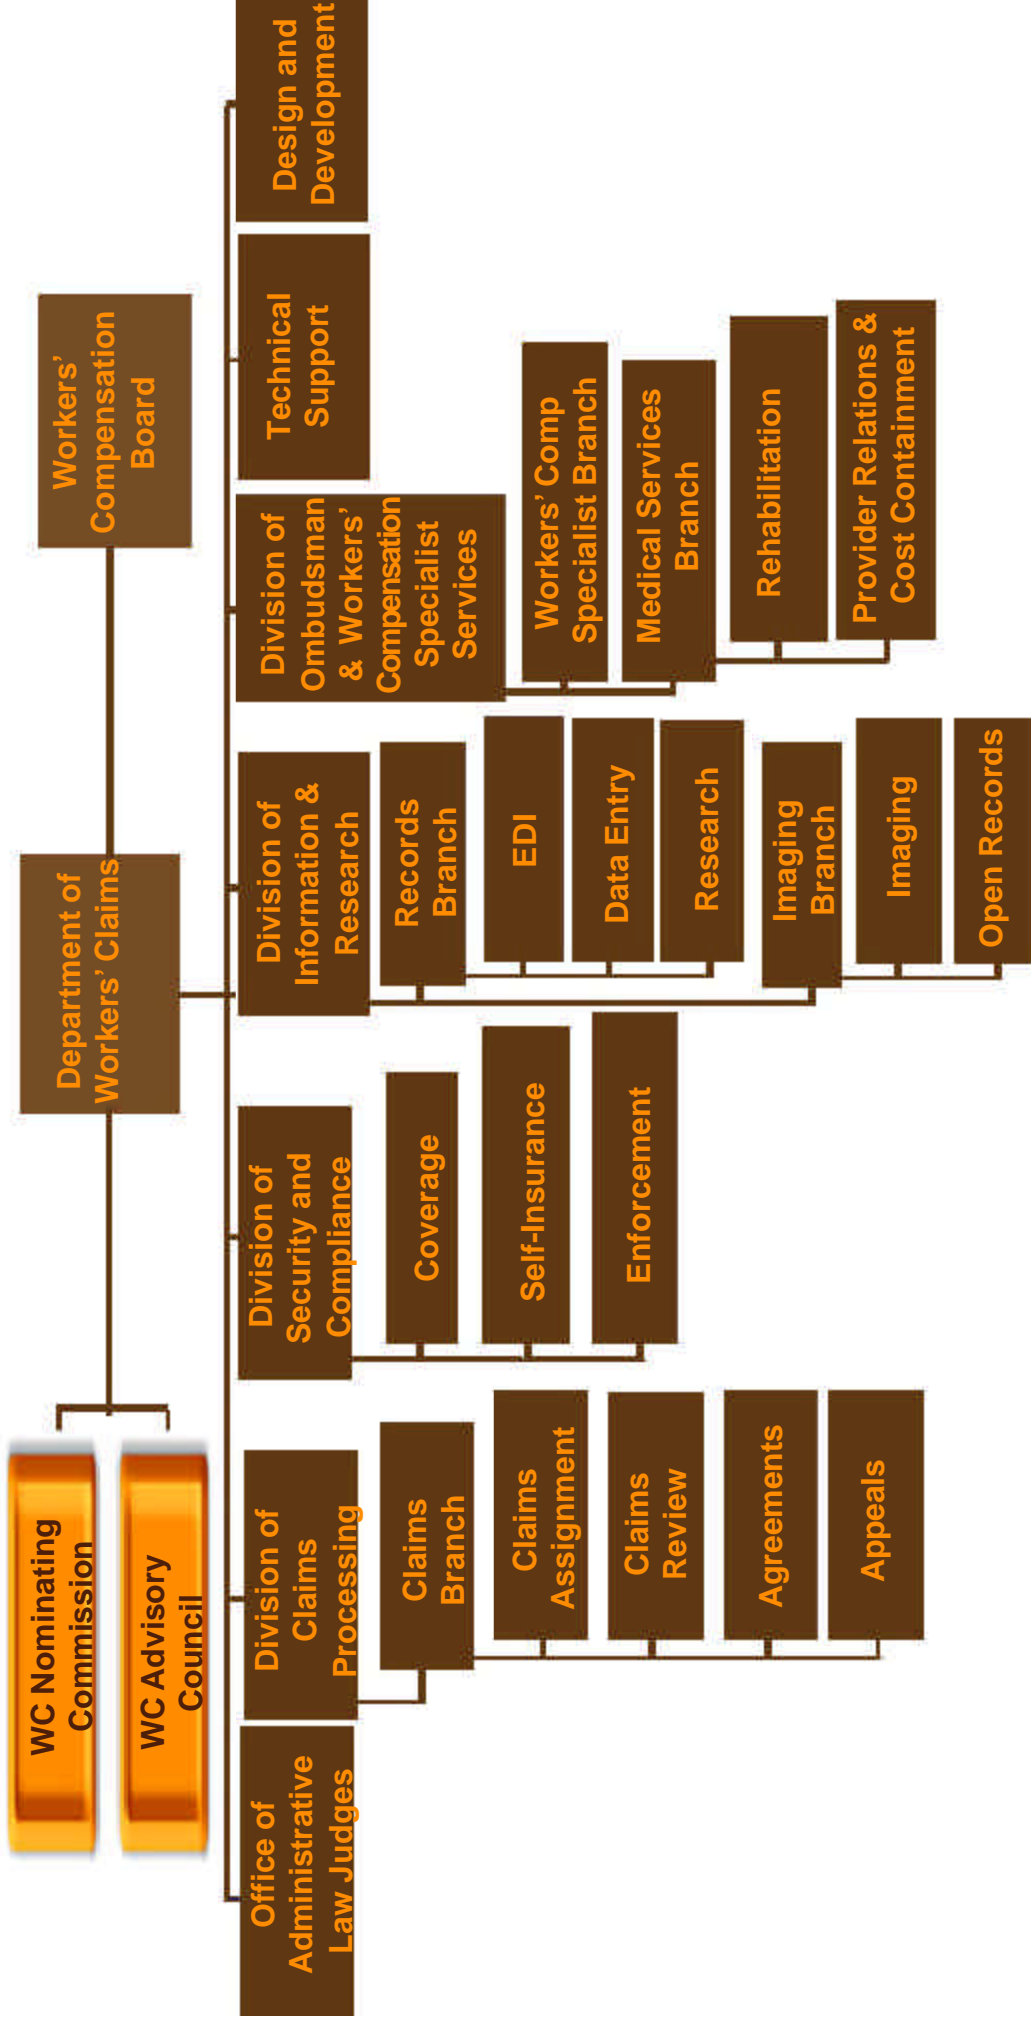 WC Nominating
Commission
WC Advisory
Council
Department of
Workers’ Claims
Workers’
Compensation
Board
Office of
Administrative
Law Judges
Division of
Claims
Processing
Claims
Branch
Claims
Assignment
Claims
Review
Agreements
Appeals
Division of
Security and
Compliance
Coverage
Self-Insurance
Enforcement
Division of
Information &
Research
Records
Branch
EDI
Data Entry
Research
Imaging
Branch
Imaging
Open Records
Division of
Ombudsman
& Workers’
Compensation
Specialist
Services
Workers’ Comp
Specialist Branch
Medical Services
Branch
Rehabilitation
Provider Relations &
Cost Containment
Technical
Support
Design and
Development